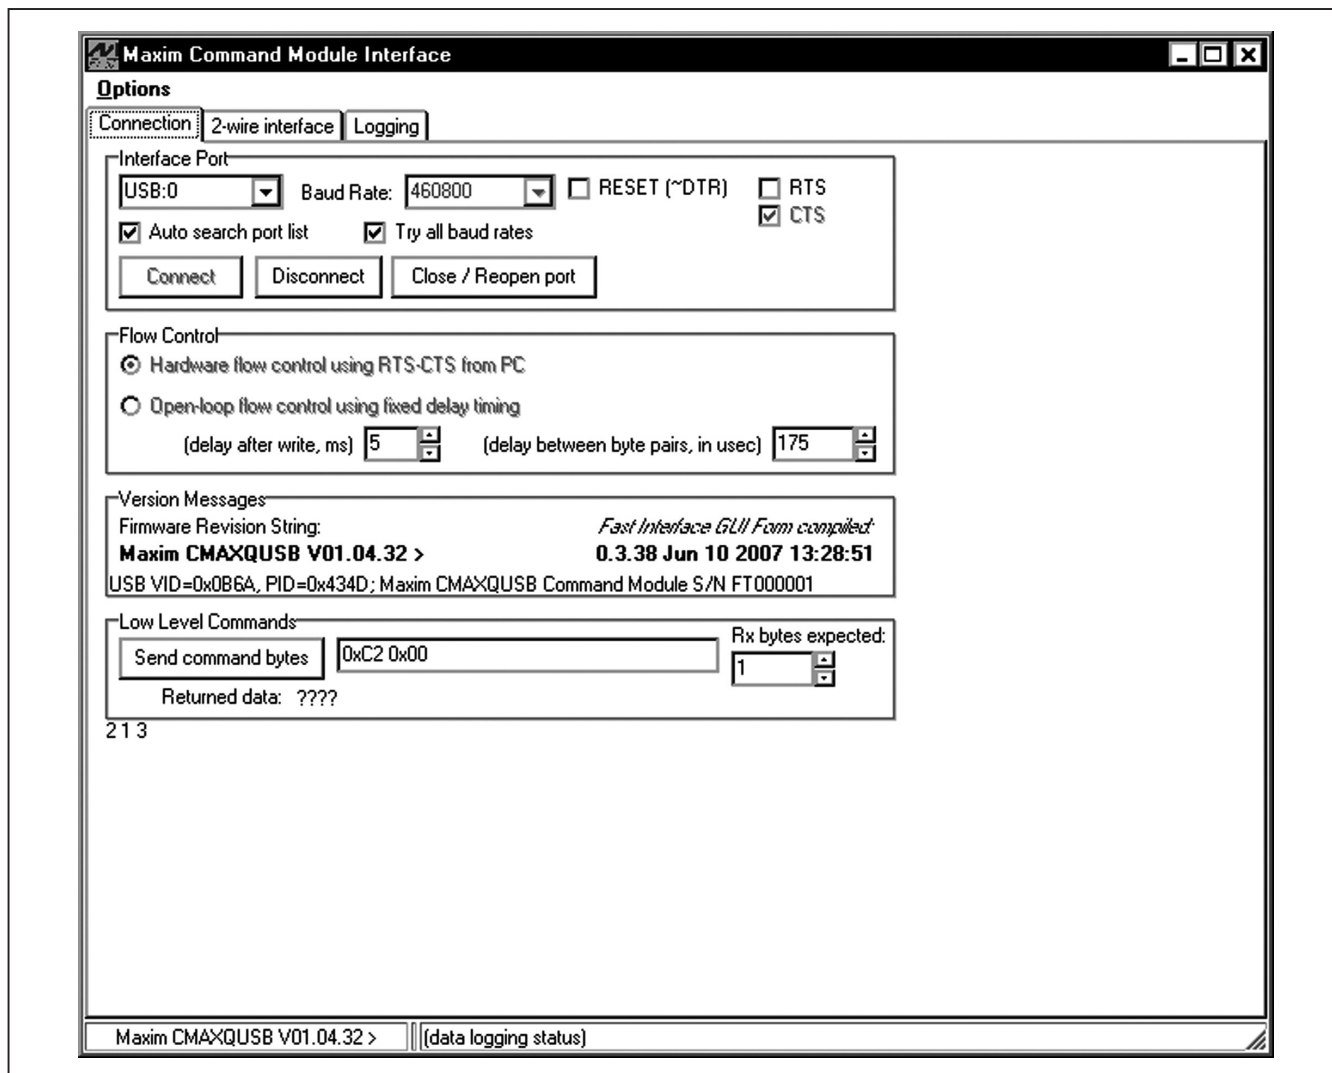 Maxim Command Module Interface
Options
Connection 2-wire interface Logging
Interface Port
USB:0 Baud Rate: 460800 RESET (~DTR) RTS
CTS
Auto search port list Try all baud rates
Connect Disconnect Close / Reopen port
Flow Control
Hardware flow control using RTS-CTS from PC
Open-loop flow control using fixed delay timing
(delay after write, ms) 5 (delay between byte pairs, in usec) 175
Version Messages
Firmware Revision String: Fast Interface GUI Form compiled:
Maxim CMAXQUSB V01.04.32 > 0.3.38 Jun 10 2007 13:28:51
USB VID=0x0B6A, PID=0x434D; Maxim CMAXQUSB Command Module S/N FT000001
Low Level Commands
Rx bytes expected:
Send command bytes 0xC2 0x00 1
Returned data: ????
2 1 3
Maxim CMAXQUSB V01.04.32 > (data logging status)